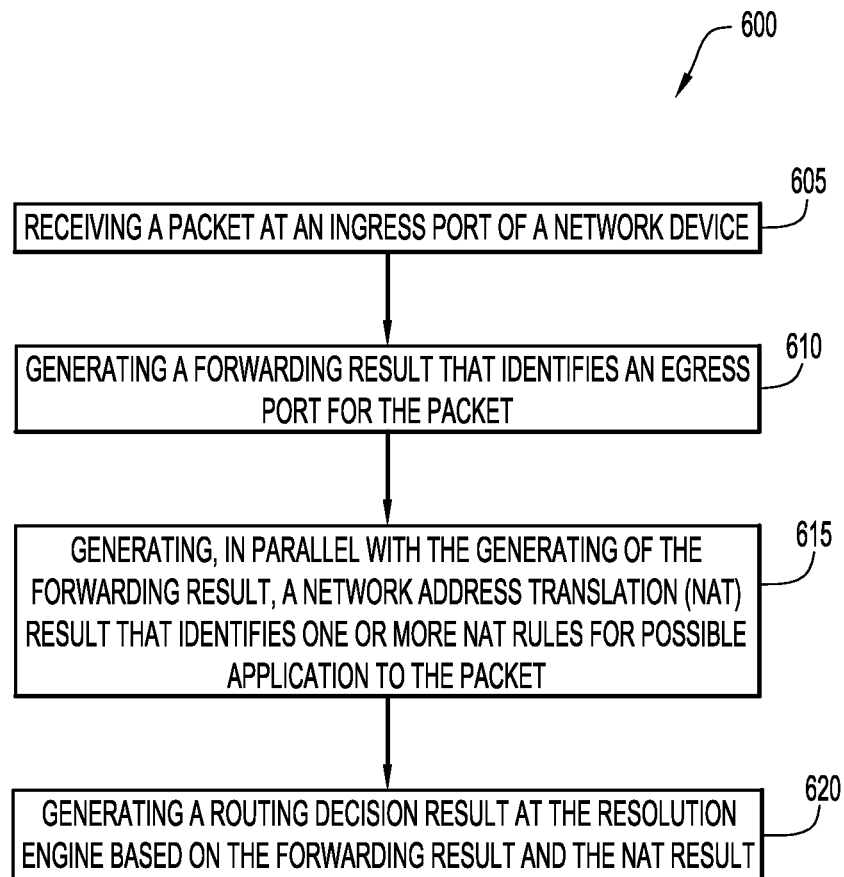 600
605
RECEIVING A PACKET AT AN INGRESS PORT OF A NETWORK DEVICE
610
GENERATING A FORWARDING RESULT THAT IDENTIFIES AN EGRESS
PORT FOR THE PACKET
615
GENERATING, IN PARALLEL WITH THE GENERATING OF THE
FORWARDING RESULT, A NETWORK ADDRESS TRANSLATION (NAT)
RESULT THAT IDENTIFIES ONE OR MORE NAT RULES FOR POSSIBLE
APPLICATION TO THE PACKET
620
GENERATING A ROUTING DECISION RESULT AT THE RESOLUTION
ENGINE BASED ON THE FORWARDING RESULT AND THE NAT RESULT